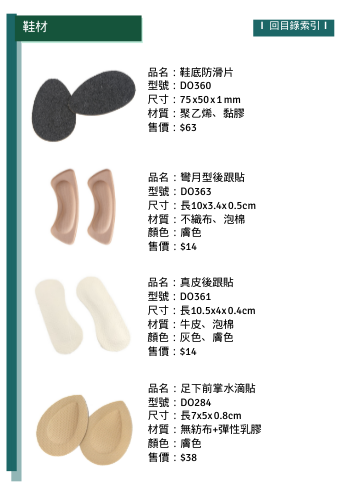 鞋材
回目錄索引
品名：鞋底防滑片
型號：DO360
尺寸：75x50x1mm
材質：聚乙烯、黏膠
售價：$63
品名：彎月型後跟貼
型號：DO363
尺寸：長10x3.4x0.5cm
材質：不織布、泡棉
顏色：膚色
售價：$14
品名：真皮後跟貼
型號：DO361
尺寸：長10.5x4x0.4cm
材質：牛皮、泡棉
顏色：灰色、膚色
售價：$14
品名：足下前掌水滴貼
型號：DO284
尺寸：長7x5x0.8cm
材質：無紡布+彈性乳膠
顏色：膚色
售價：$38